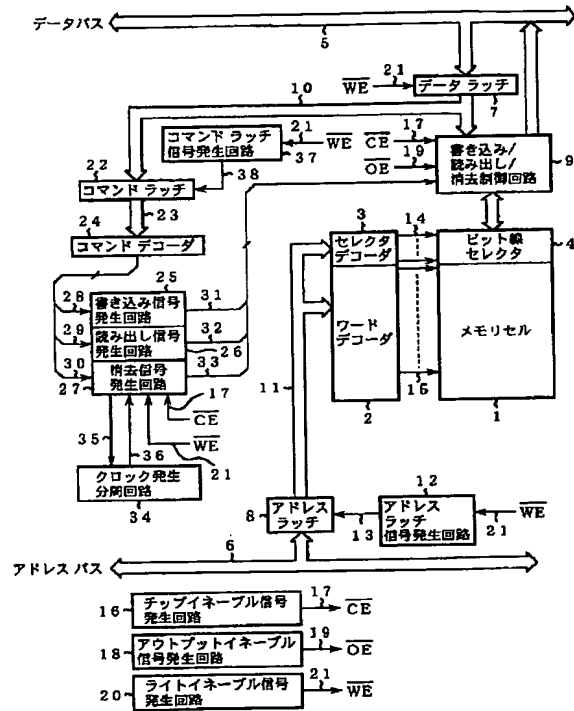 データバス
5
21
WE
データ ラッチ
7
10
コマンド ラッチ
信号発生回路
21
WE
37
38
17
CE
19
OE
書き込み/
読み出し/
消去制御回路
9
22
コマンド ラッチ
23
24
コマンド デコーダ
3
セレクタ
デコーダ
14
ビット線
セレクタ
4
25
28
書き込み信号
発生回路
31
29
読み出し信号
発生回路
32
26
30
消去信号
発生回路
33
27
17
CE
WE
21
35
36
クロック発生
分周回路
34
11
ワード
デコーダ
2
15
メモリセル
1
12
8
アドレス
ラッチ
13
アドレス
ラッチ
信号発生回路
WE
21
6
アドレス バス
16
チップイネーブル信号
発生回路
17
CE
18
アウトプットイネーブル
信号発生回路
19
OE
20
ライトイネーブル信号
発生回路
21
WE